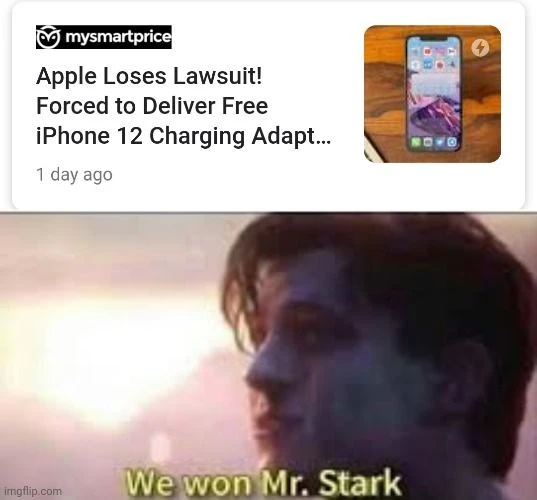 mysmartprice
Apple Loses Lawsuit!
Forced to Deliver Free
iPhone 12 Charging Adapt...
1 day ago
We won Mr. Stark
imgflip.com